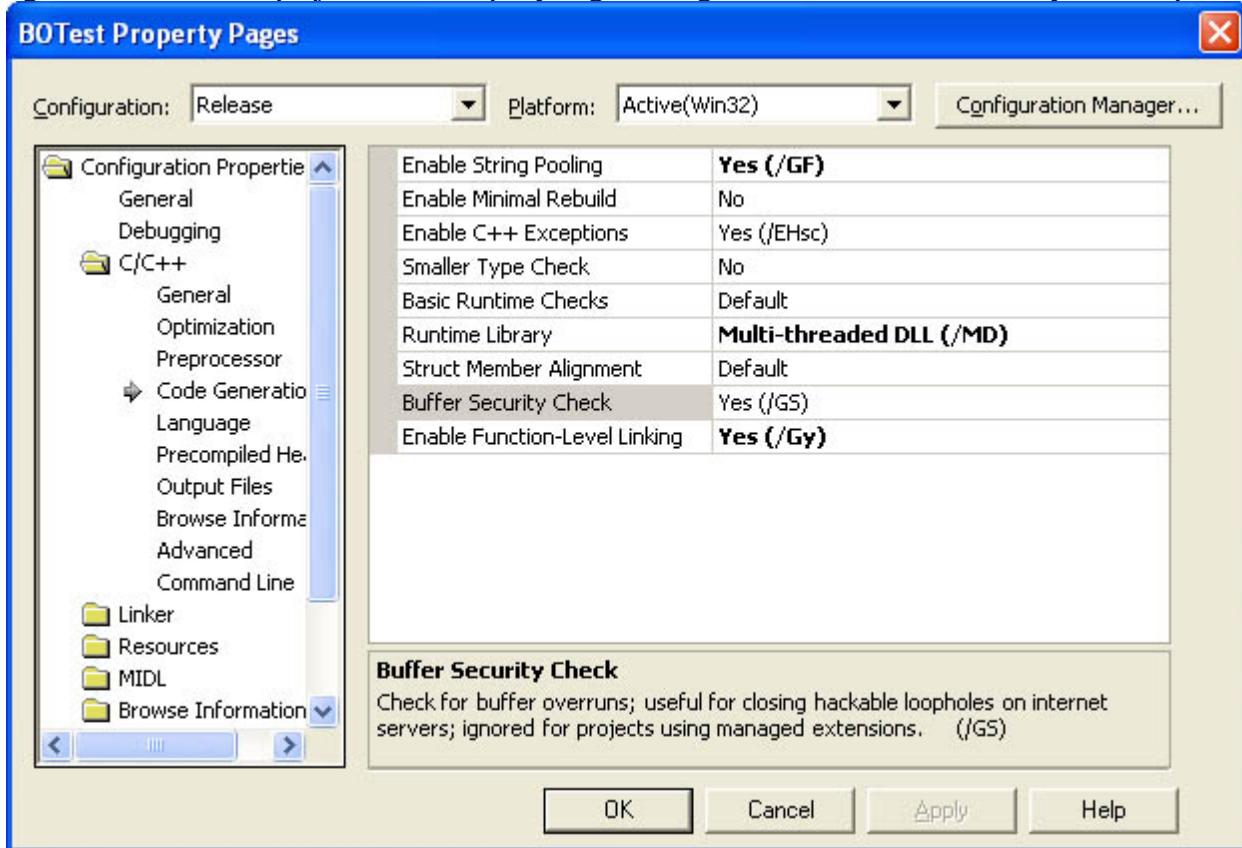 BOTest Property Pages
Configuration: Release Platform: Active(Win32) Configuration Manager...
Configuration Propertie
General
Debugging
C/C++
General
Optimization
Preprocessor
Code Generatio
Language
Precompiled He
Output Files
Browse Informa
Advanced
Command Line
Linker
Resources
MIDL
Browse Information
Enable String Pooling Yes (/GF)
Enable Minimal Rebuild No
Enable C++ Exceptions Yes (/EHsc)
Smaller Type Check No
Basic Runtime Checks Default
Runtime Library Multi-threaded DLL (/MD)
Struct Member Alignment Default
Buffer Security Check Yes (/GS)
Enable Function-Level Linking Yes (/Gy)
Buffer Security Check
Check for buffer overruns; useful for closing hackable loopholes on internet
servers; ignored for projects using managed extensions. (/GS)
OK Cancel Apply Help